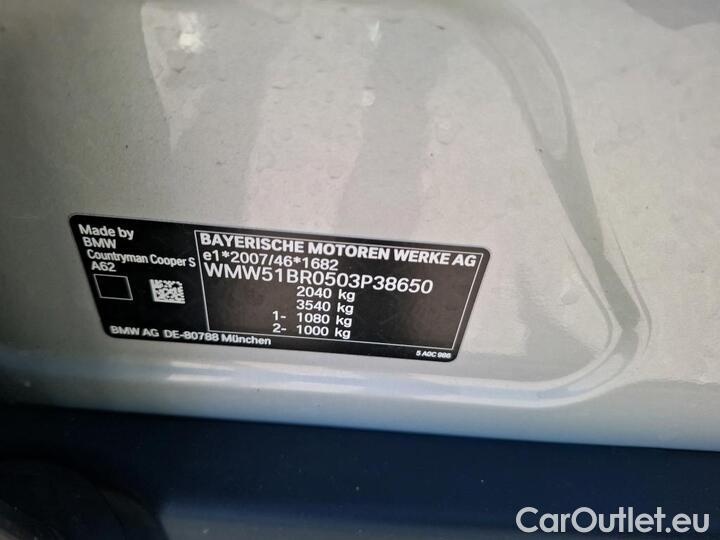 Made by
BMW
Countryman Cooper S
A62
BMW AG DE-80788 München
BAYERISCHE MOTOREN WERKE AG
e1*2007/46*1682
WMW51BR0503P38650
2040 kg
3540 kg
1- 1080 kg
2- 1000 kg
5 A0C 986
CarOutlet.eu